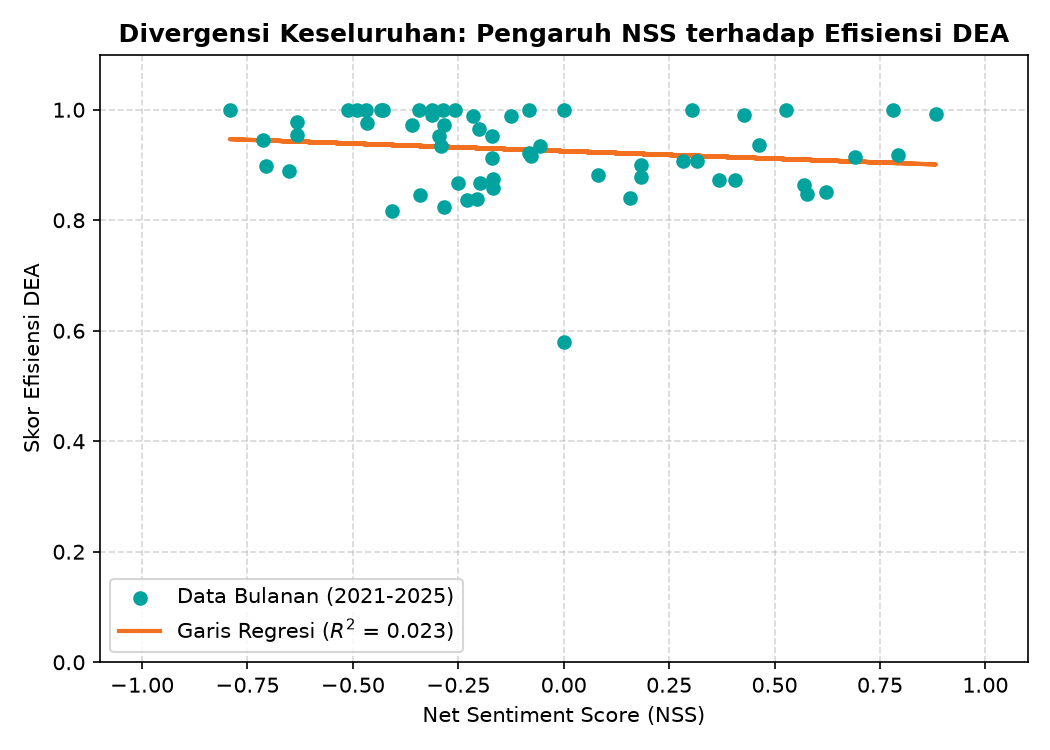 Divergensi Keseluruhan: Pengaruh NSS terhadap Efisiensi DEA
Skor Efisiensi DEA
1.0
0.8
0.6
0.4
0.2
0.0
Data Bulanan (2021-2025)
Garis Regresi (R² = 0.023)
−1.00 −0.75 −0.50 −0.25 0.00 0.25 0.50 0.75 1.00
Net Sentiment Score (NSS)